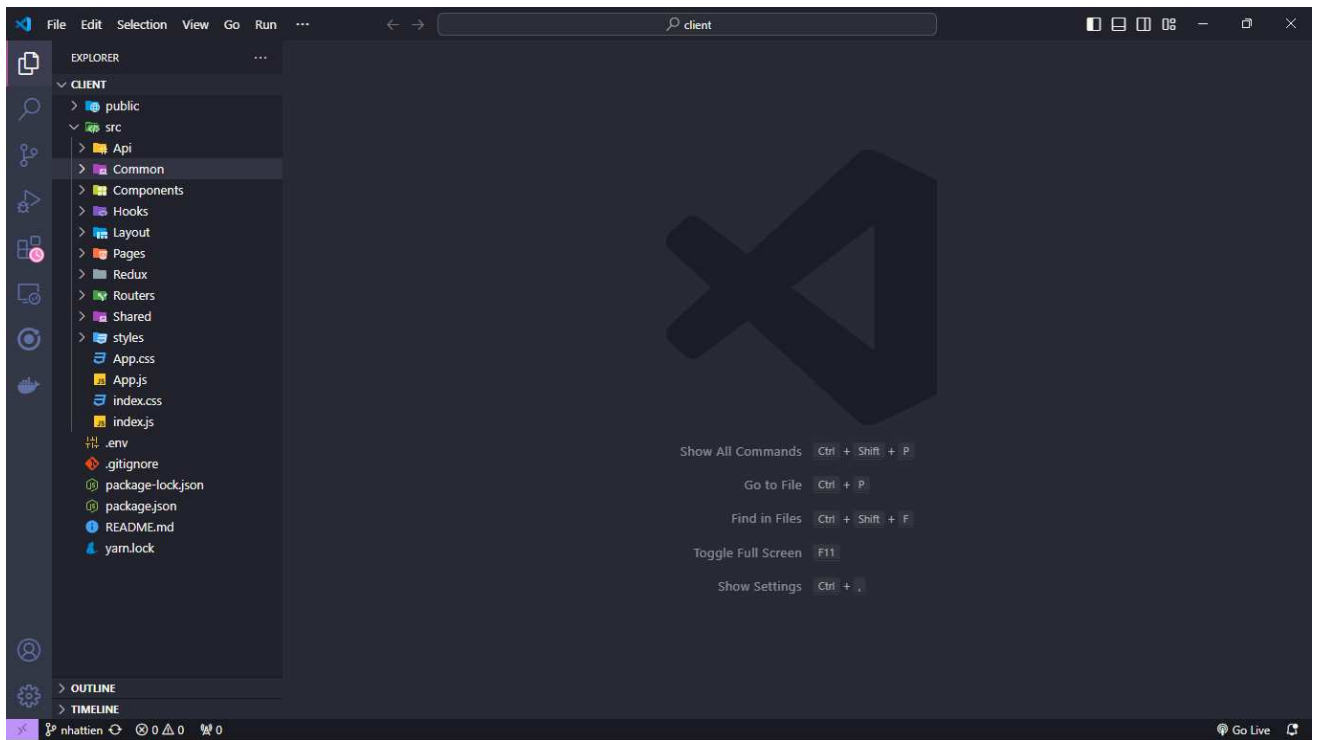 File Edit Selection View Go Run ··· client
EXPLORER ···
CLIENT
public
src
Api
Common
Components
Hooks
Layout
Pages
Redux
Routers
Shared
styles
App.css
App.js
index.css
index.js
.env
.gitignore
package-lock.json
package.json
README.md
yarn.lock
Show All Commands Ctrl + Shift + P
Go to File Ctrl + P
Find in Files Ctrl + Shift + F
Toggle Full Screen F11
Show Settings Ctrl + ,
OUTLINE
TIMELINE
nhattien 0 0 0 Go Live